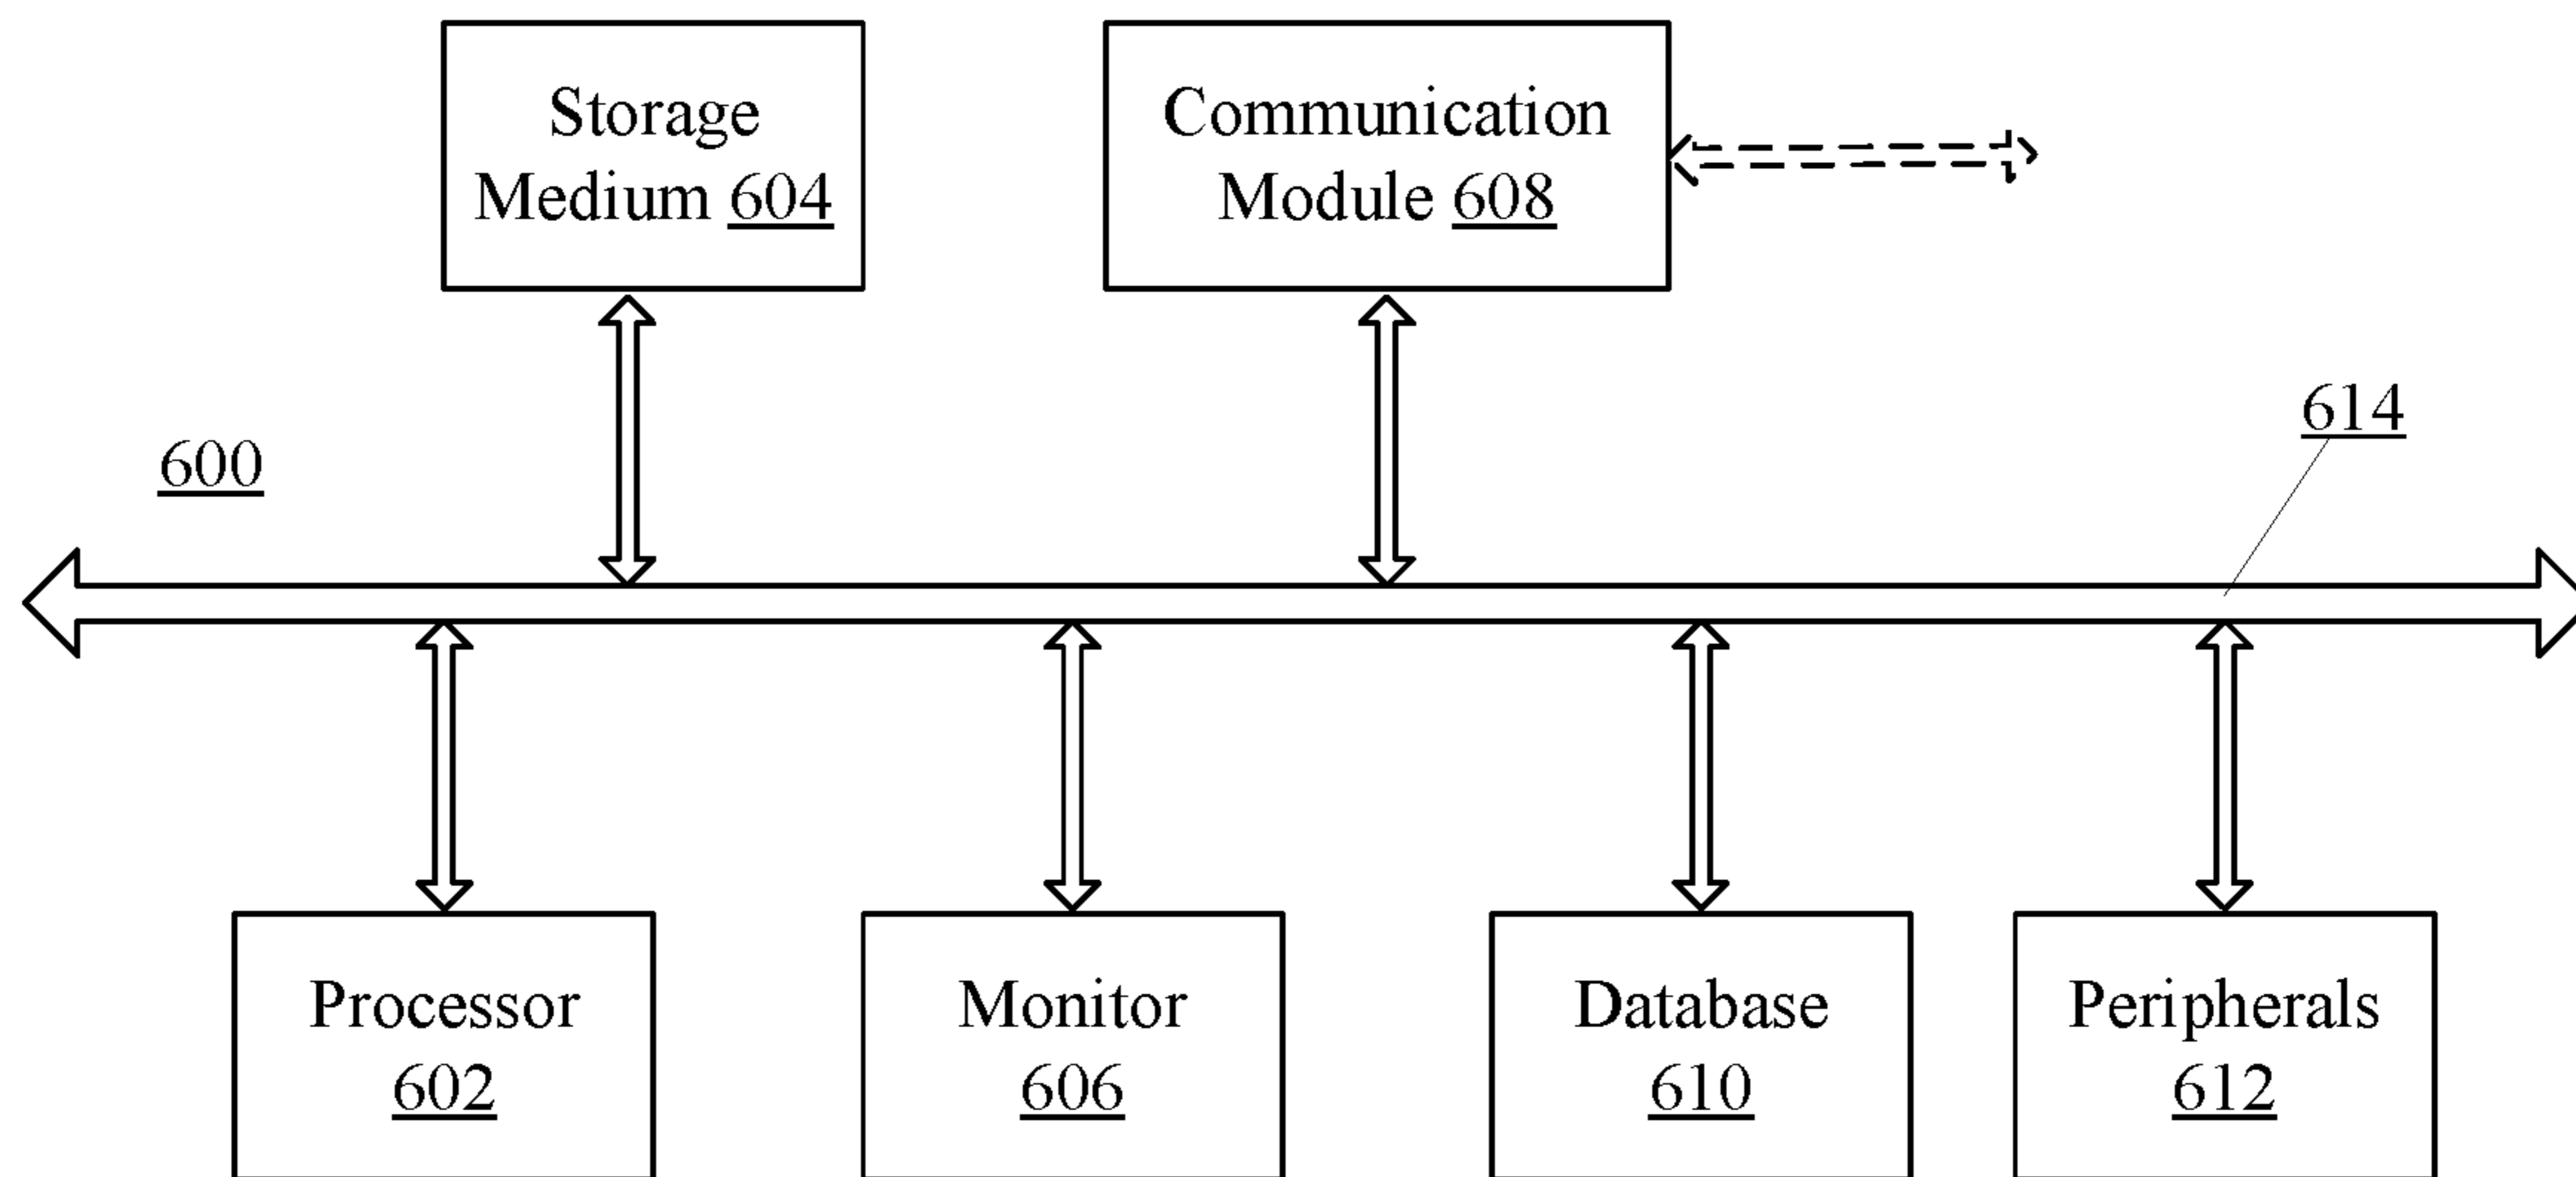 Storage
Medium 604
Communication
Module 608
614
600
Processor
602
Monitor
606
Database
610
Peripherals
612